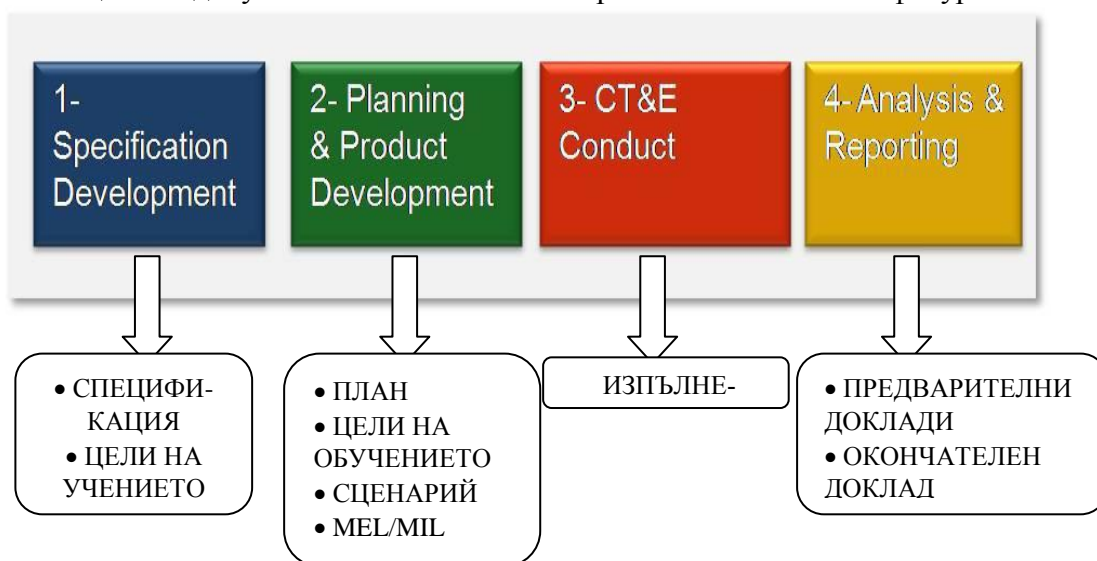 1-
Specification
Development
2- Planning
& Product
Development
3- CT&E
Conduct
4- Analysis &
Reporting
• СПЕЦИФИ-
КАЦИЯ
• ЦЕЛИ НА
УЧЕНИЕТО
• ПЛАН
• ЦЕЛИ НА
ОБУЧЕНИЕТО
• СЦЕНАРИЙ
• MEL/MIL
ИЗПЪЛНЕ-
• ПРЕДВАРИТЕЛНИ
ДОКЛАДИ
• ОКОНЧАТЕЛЕН
ДОКЛАД